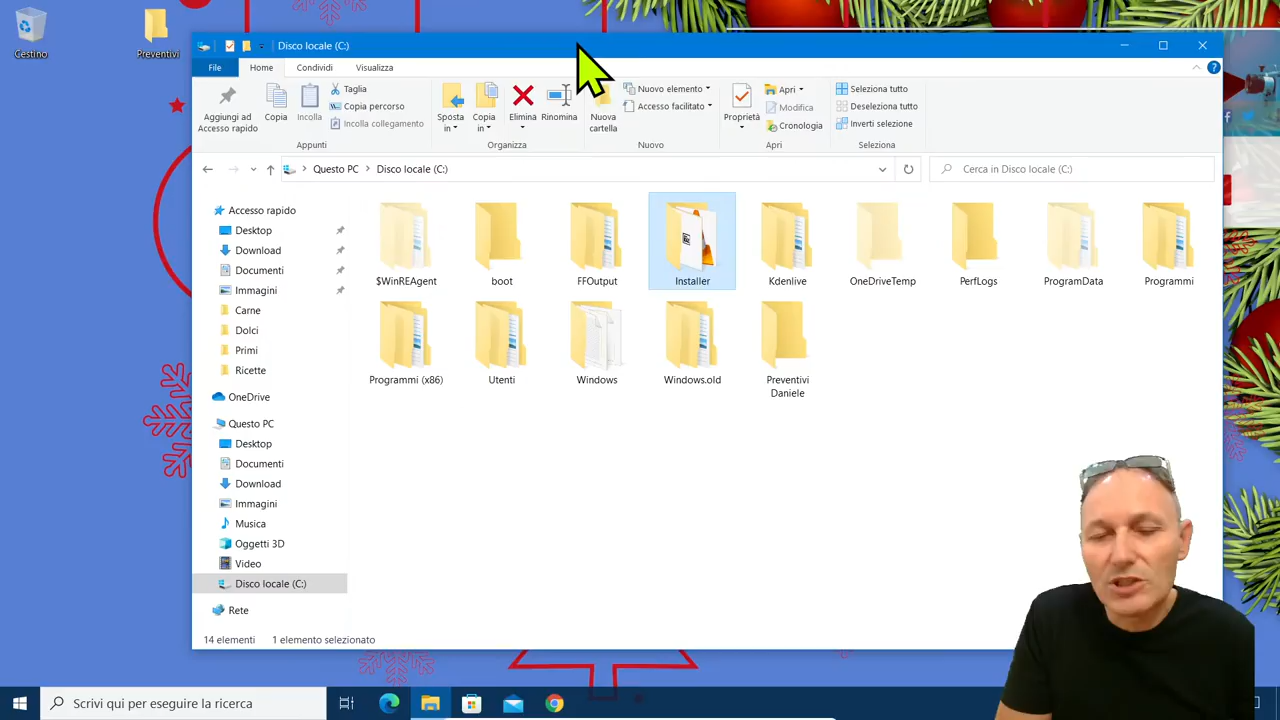 Cestino
Preventivi
Disco locale (C:)
File
Home
Condividi
Visualizza
Aggiungi ad
Accesso rapido
Copia
Incolla
Taglia
Copia percorso
Incolla collegamento
Appunti
Sposta
in
Copia
in
Elimina
Rinomina
Organizza
Nuova
cartella
Nuovo elemento
Accesso facilitato
Nuovo
Proprietà
Apri
Modifica
Cronologia
Apri
Seleziona tutto
Deseleziona tutto
Inverti selezione
Seleziona
Questo PC
Disco locale (C:)
Cerca in Disco locale (C:)
Accesso rapido
Desktop
Download
Documenti
Immagini
Carne
Dolci
Primi
Ricette
OneDrive
Questo PC
Desktop
Documenti
Download
Immagini
Musica
Oggetti 3D
Video
Disco locale (C:)
Rete
$WinREAgent
boot
FFOutput
Installer
Kdenlive
OneDriveTemp
PerfLogs
ProgramData
Programmi
Programmi (x86)
Utenti
Windows
Windows.old
Preventivi
Daniele
14 elementi
1 elemento selezionato
Scrivi qui per eseguire la ricerca